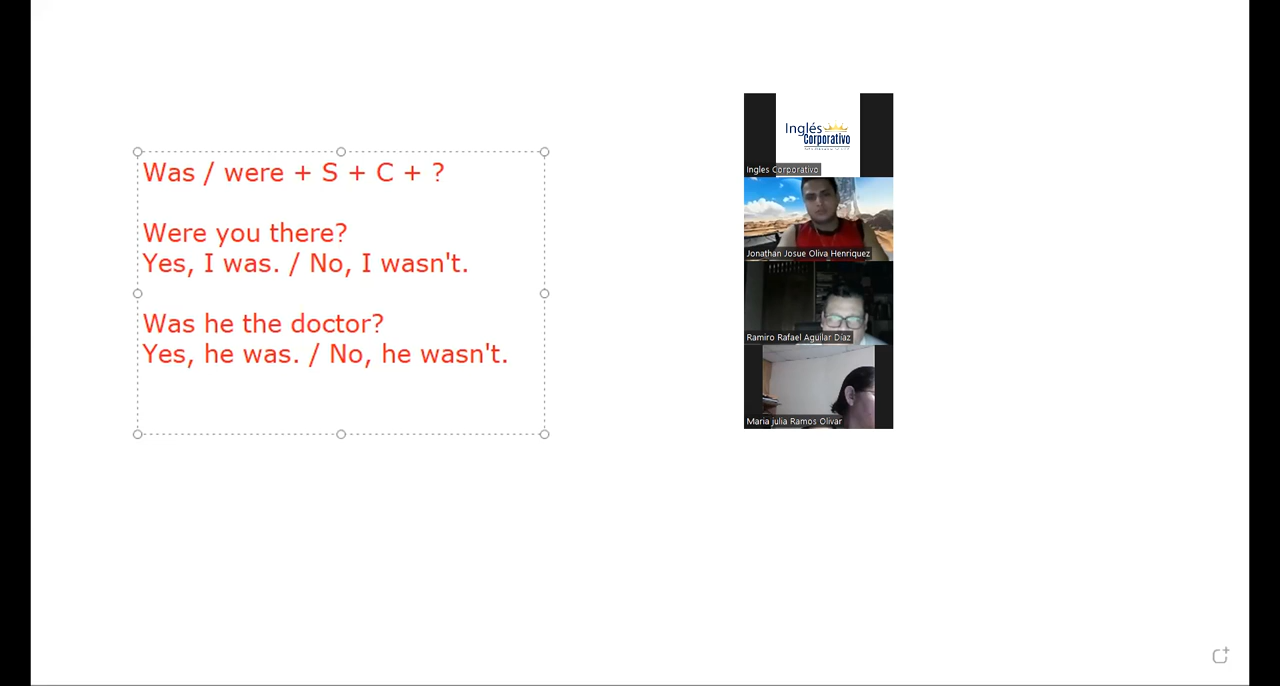 Was / were + S + C + ?
Were you there?
Yes, I was. / No, I wasn't.
Was he the doctor?
Yes, he was. / No, he wasn't.
Inglés
Corporativo
Ingles Corporativo
Jonathan Josue Oliva Henriquez
Ramiro Rafael Aguilar Díaz
Maria julia Ramos Olivar